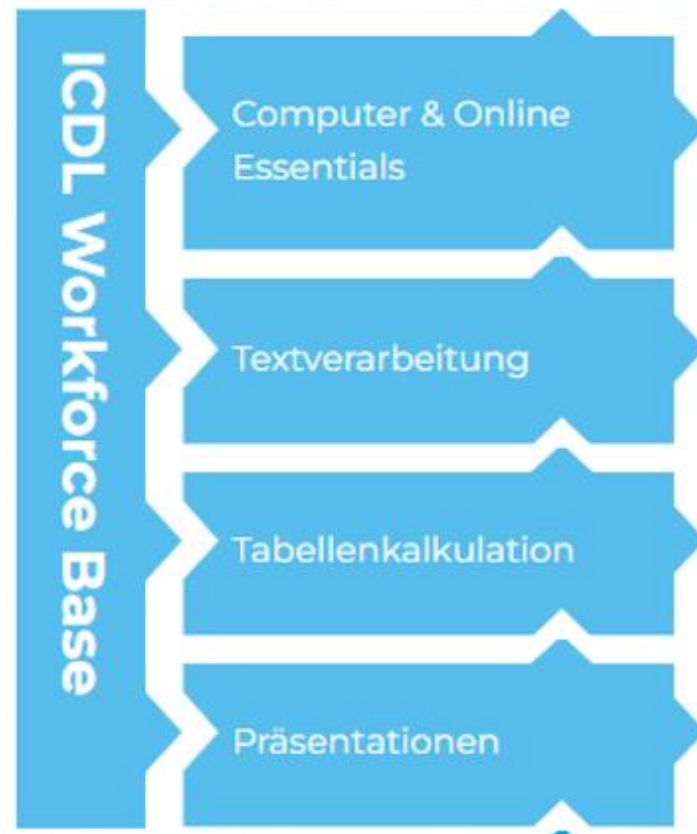 ICDL Workforce Base
Computer & Online
Essentials
Textverarbeitung
Tabellenkalkulation
Präsentationen